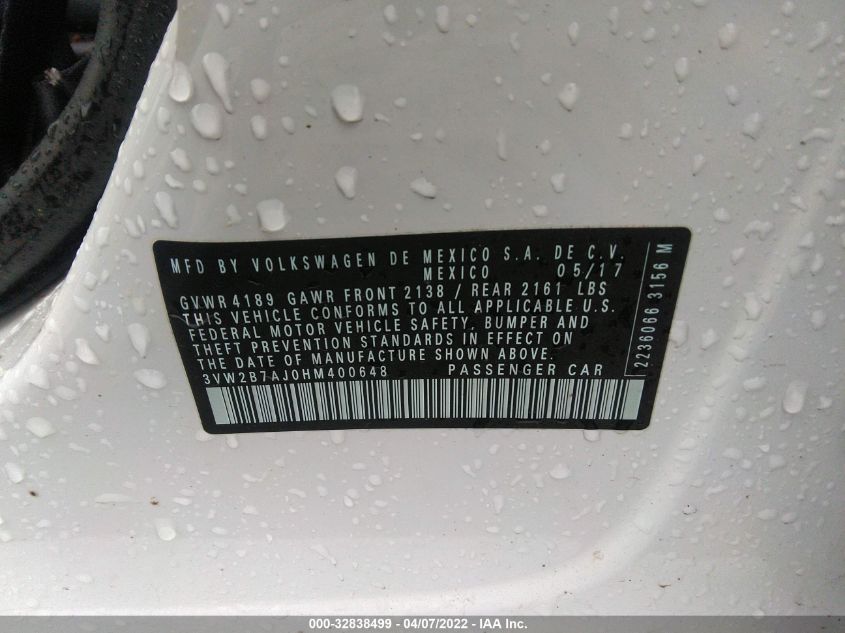 MFD BY VOLKSWAGEN DE MEXICO S.A. DE C.V.
MEXICO 05/17
GVWR 4189 GAWR FRONT 2138 / REAR 2161 LBS
THIS VEHICLE CONFORMS TO ALL APPLICABLE U.S.
FEDERAL MOTOR VEHICLE SAFETY, BUMPER AND
THEFT PREVENTION STANDARDS IN EFFECT ON
THE DATE OF MANUFACTURE SHOWN ABOVE.
3VW2B7AJ0HM400648 PASSENGER CAR
2236066 3156 M
000-32838499 - 04/07/2022 - IAA Inc.